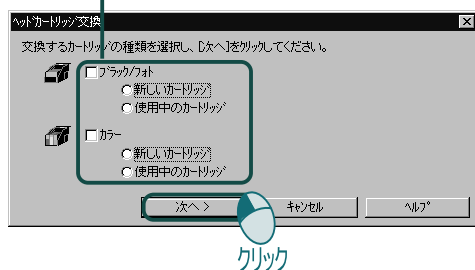 ﾍｯﾄﾞｶｰﾄﾘｯｼﾞ交換
交換するｶｰﾄﾘｯｼﾞの種類を選択し、[次へ]をｸﾘｯｸしてください。
ﾌﾞﾗｯｸ/ﾌｫﾄ
新しいｶｰﾄﾘｯｼﾞ
使用中のｶｰﾄﾘｯｼﾞ
ｶﾗｰ
新しいｶｰﾄﾘｯｼﾞ
使用中のｶｰﾄﾘｯｼﾞ
次へ > ｷｬﾝｾﾙ ﾍﾙﾌﾟ
クリック